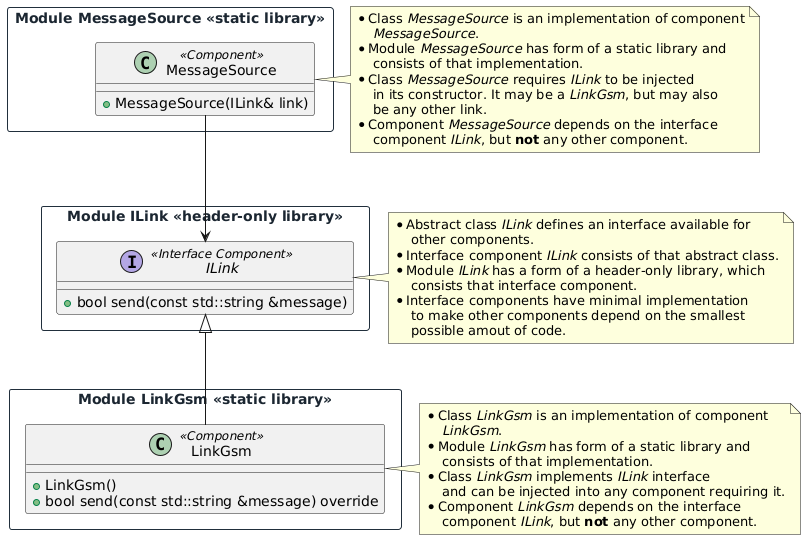 Module MessageSource «static library»
«Component»
C MessageSource
MessageSource(ILink& link)
• Class MessageSource is an implementation of component
MessageSource.
• Module MessageSource has form of a static library and
consists of that implementation.
• Class MessageSource requires ILink to be injected
in its constructor. It may be a LinkGsm, but may also
be any other link.
• Component MessageSource depends on the interface
component ILink, but not any other component.
Module ILink «header-only library»
«Interface Component»
I ILink
bool send(const std::string &message)
• Abstract class ILink defines an interface available for
other components.
• Interface component ILink consists of that abstract class.
• Module ILink has a form of a header-only library, which
consists that interface component.
• Interface components have minimal implementation
to make other components depend on the smallest
possible amout of code.
Module LinkGsm «static library»
«Component»
C LinkGsm
LinkGsm()
bool send(const std::string &message) override
• Class LinkGsm is an implementation of component
LinkGsm.
• Module LinkGsm has form of a static library and
consists of that implementation.
• Class LinkGsm implements ILink interface
and can be injected into any component requiring it.
• Component LinkGsm depends on the interface
component ILink, but not any other component.